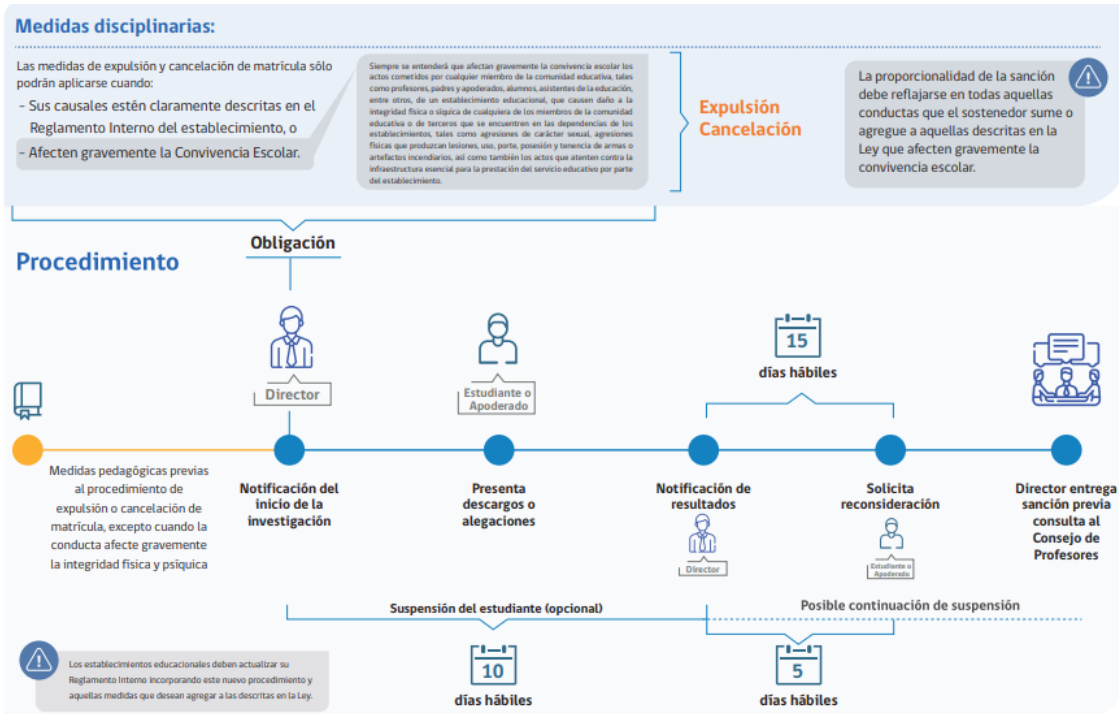 Medidas disciplinarias:
Las medidas de expulsión y cancelación de matrícula sólo
podrán aplicarse cuando:
- Sus causales estén claramente descritas en el
Reglamento Interno del establecimiento, o
- Afecten gravemente la Convivencia Escolar.
Siempre se entenderá que afectan gravemente la convivencia escolar los
actos cometidos por cualquier miembro de la comunidad educativa, tales
como profesores, padres y apoderados, alumnos, asistentes de la educación,
entre otros, de un establecimiento educacional, que causen daño a la
integridad física o síquica de cualquiera de los miembros de la comunidad
educativa o de terceros que se encuentren en las dependencias de los
establecimientos, tales como agresiones de carácter sexual, agresiones
físicas que produzcan lesiones, uso, porte, posesión y tenencia de armas o
artefactos incendiarios, así como también los actos que atenten contra la
infraestructura esencial para la prestación del servicio educativo por parte
del establecimiento.
Expulsión
Cancelación
La proporcionalidad de la sanción
debe reflajarse en todas aquellas
conductas que el sostenedor sume o
agregue a aquellas descritas en la
Ley que afecten gravemente la
convivencia escolar.
Procedimiento
Obligación
Director
Estudiante o
Apoderado
15
días hábiles
Medidas pedagógicas previas
al procedimiento de
expulsión o cancelación de
matrícula, excepto cuando la
conducta afecte gravemente
la integridad física y psíquica
Notificación del
inicio de la
investigación
Presenta
descargos o
alegaciones
Notificación de
resultados
Director
Solicita
reconsideración
Estudiante o
Apoderado
Director entrega
sanción previa
consulta al
Consejo de
Profesores
Suspensión del estudiante (opcional)
Posible continuación de suspensión
10
días hábiles
5
días hábiles
Los establecimientos educacionales deben actualizar su
Reglamento Interno incorporando este nuevo procedimiento y
aquellas medidas que desean agregar a las descritas en la Ley.